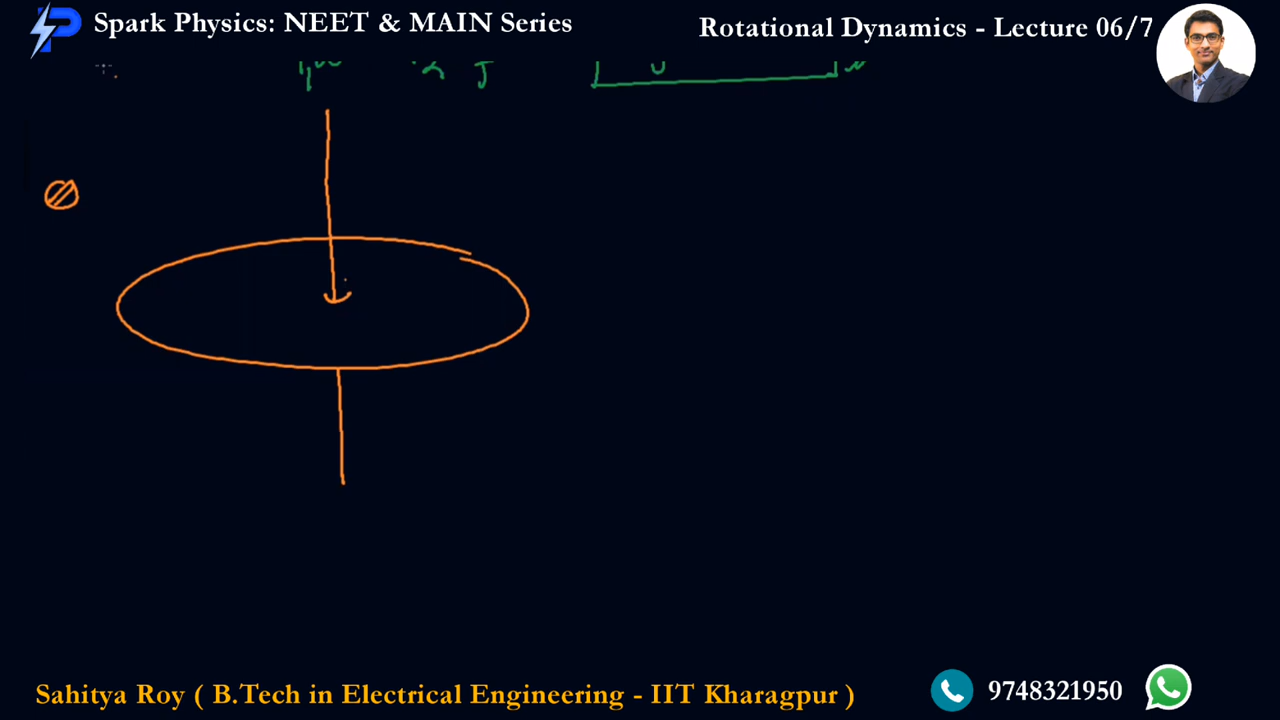 Spark Physics: NEET & MAIN Series
Rotational Dynamics - Lecture 06/7
Sahitya Roy ( B.Tech in Electrical Engineering - IIT Kharagpur )
9748321950